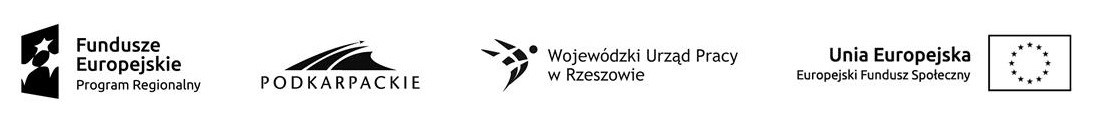 Fundusze
Europejskie
Program Regionalny
PODKARPACKIE
Wojewódzki Urząd Pracy
w Rzeszowie
Unia Europejska
Europejski Fundusz Społeczny